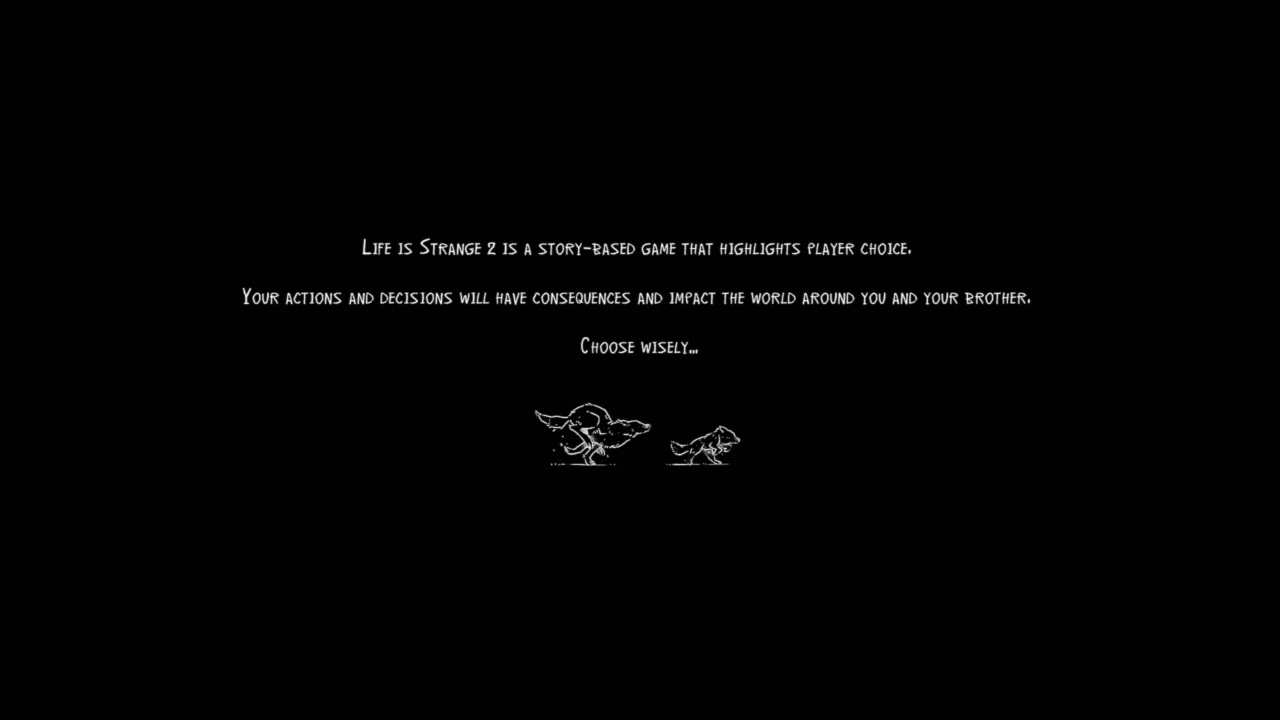 Life is Strange 2 is a story-based game that highlights player choice.
Your actions and decisions will have consequences and impact the world around you and your brother.
Choose wisely...